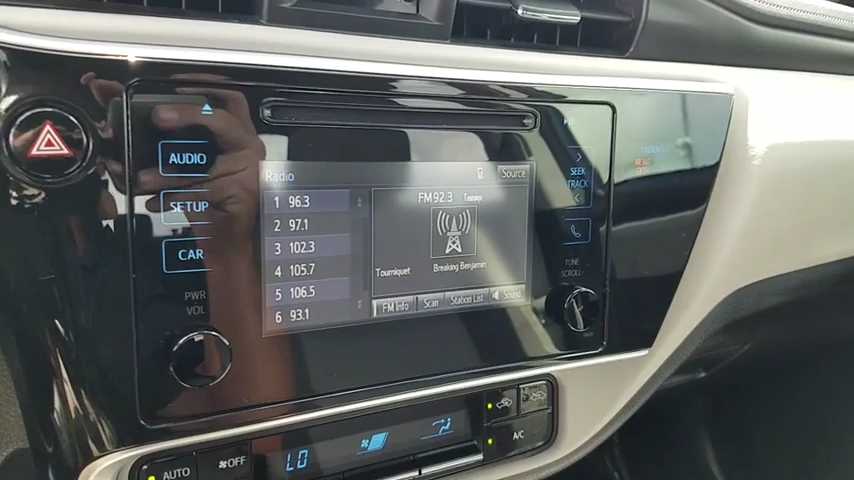 AUDIO
SETUP
CAR
PWR
VOL
Radio
Source
1 96.3
2 97.1
3 102.3
4 105.7
5 106.5
6 93.1
FM 92.3 Tourniqu
Tourniquet
Breaking Benjamin
FM Info Scan Station List Sound
SEEK
TRACK
TUNE
SCROLL
PASSENGER
AUTO
OFF
LO
A/C